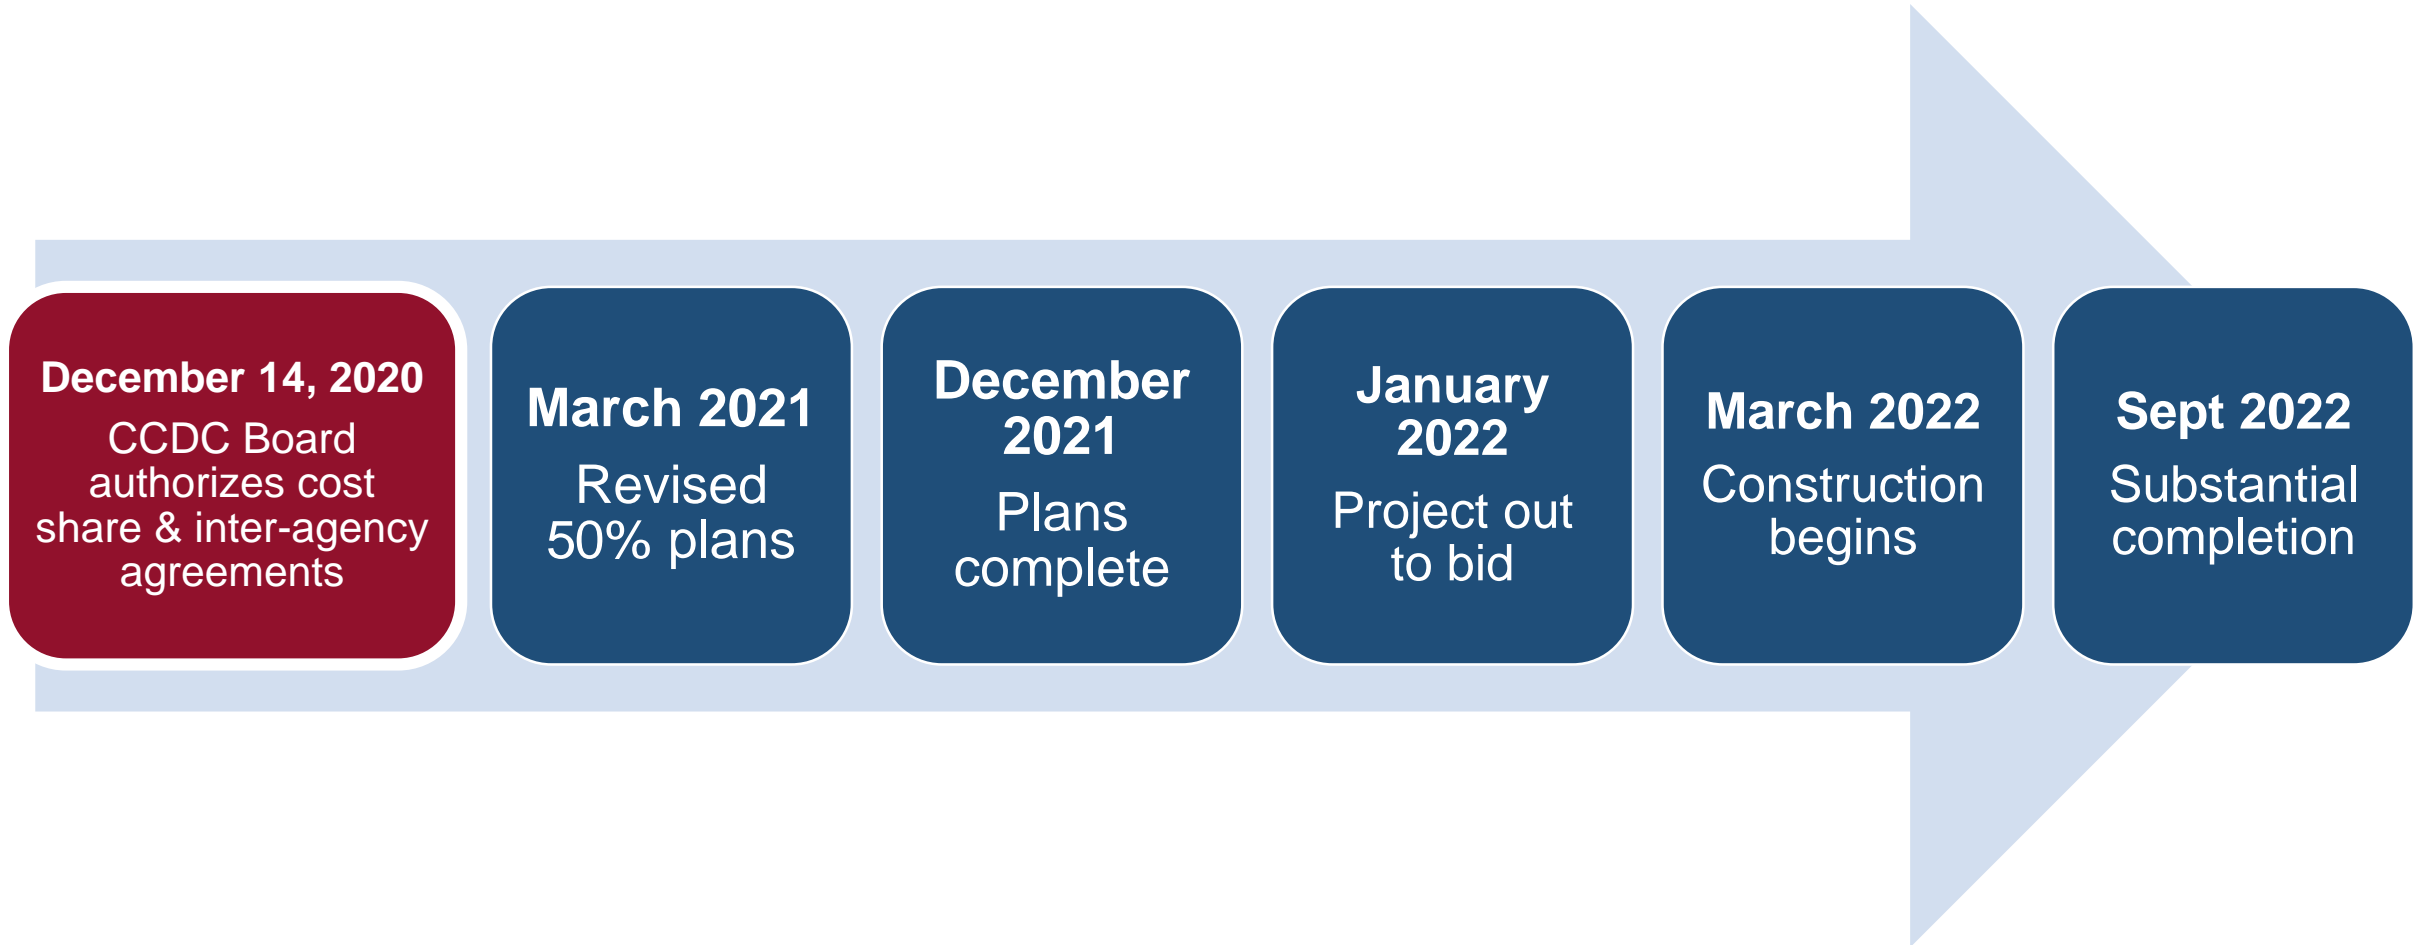 December 14, 2020
CCDC Board
authorizes cost
share & inter-agency
agreements
March 2021
Revised
50% plans
December
2021
Plans
complete
January
2022
Project out
to bid
March 2022
Construction
begins
Sept 2022
Substantial
completion